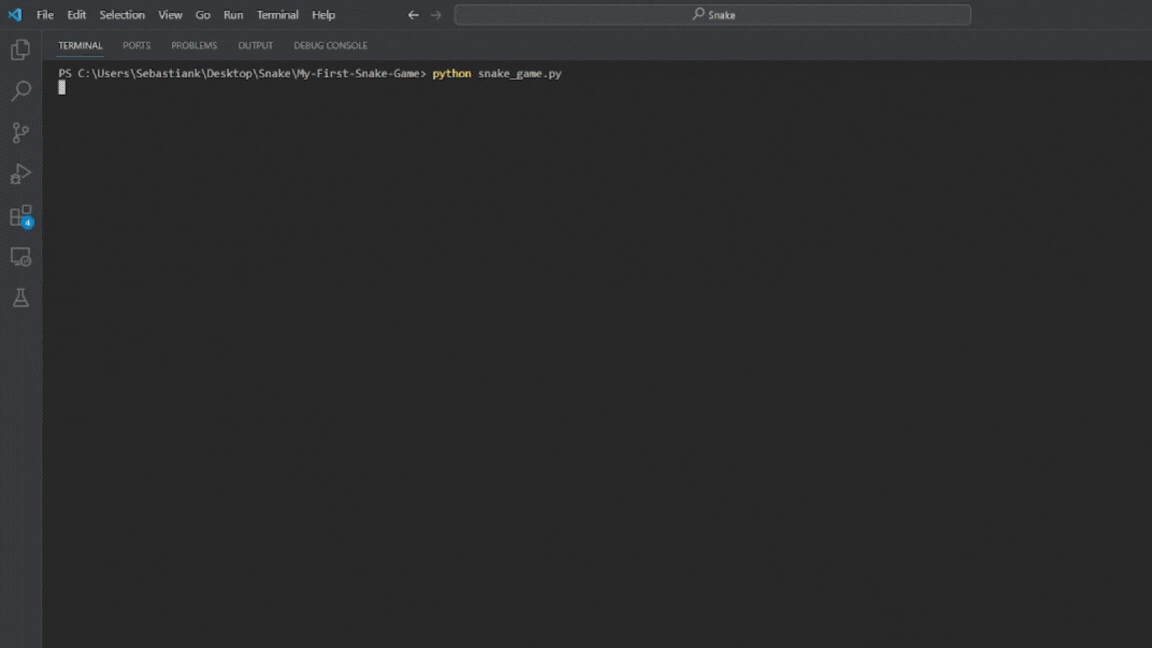 File Edit Selection View Go Run Terminal Help Snake
TERMINAL PORTS PROBLEMS OUTPUT DEBUG CONSOLE
PS C:\Users\Sebastiank\Desktop\Snake\My-First-Snake-Game> python snake_game.py
4